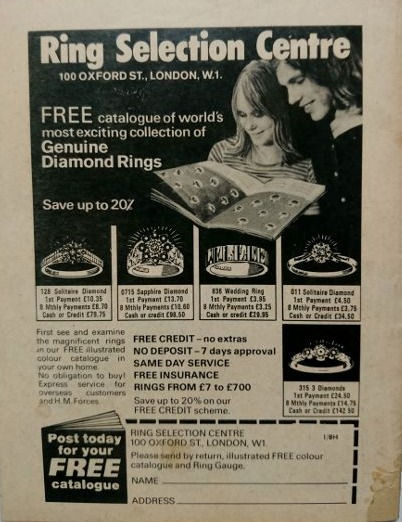 Ring Selection Centre
100 OXFORD ST., LONDON, W.1.
FREE catalogue of world's
most exciting collection of
Genuine
Diamond Rings
Save up to 20%
128 Solitaire Diamond
1st Payment £10.35
8 Mthly Payments £8.70
Cash or Credit £79.75
0715 Sapphire Diamond
1st Payment £13.70
8 Mthly Payments £10.60
Cash or credit £98.50
836 Wedding Ring
1st Payment £3.95
8 Mthly Payments £3.25
Cash or credit £29.95
011 Solitaire Diamond
1st Payment £4.50
8 Mthly Payments £3.75
Cash or Credit £34.50
First see and examine
the magnificent rings
in our FREE illustrated
colour catalogue in
your own home.
No obligation to buy!
Express service for
overseas customers
and H.M. Forces.
FREE CREDIT – no extras
NO DEPOSIT – 7 days approval
SAME DAY SERVICE
FREE INSURANCE
RINGS FROM £7 to £700
Save up to 20% on our
FREE CREDIT scheme.
315 3 Diamonds
1st Payment £24.50
8 Mthly Payments £14.75
Cash or Credit £142.50
Post today
for your
FREE
catalogue
RING SELECTION CENTRE
100 OXFORD ST, LONDON, W1.
Please send by return, illustrated FREE colour
catalogue and Ring Gauge.
NAME
ADDRESS